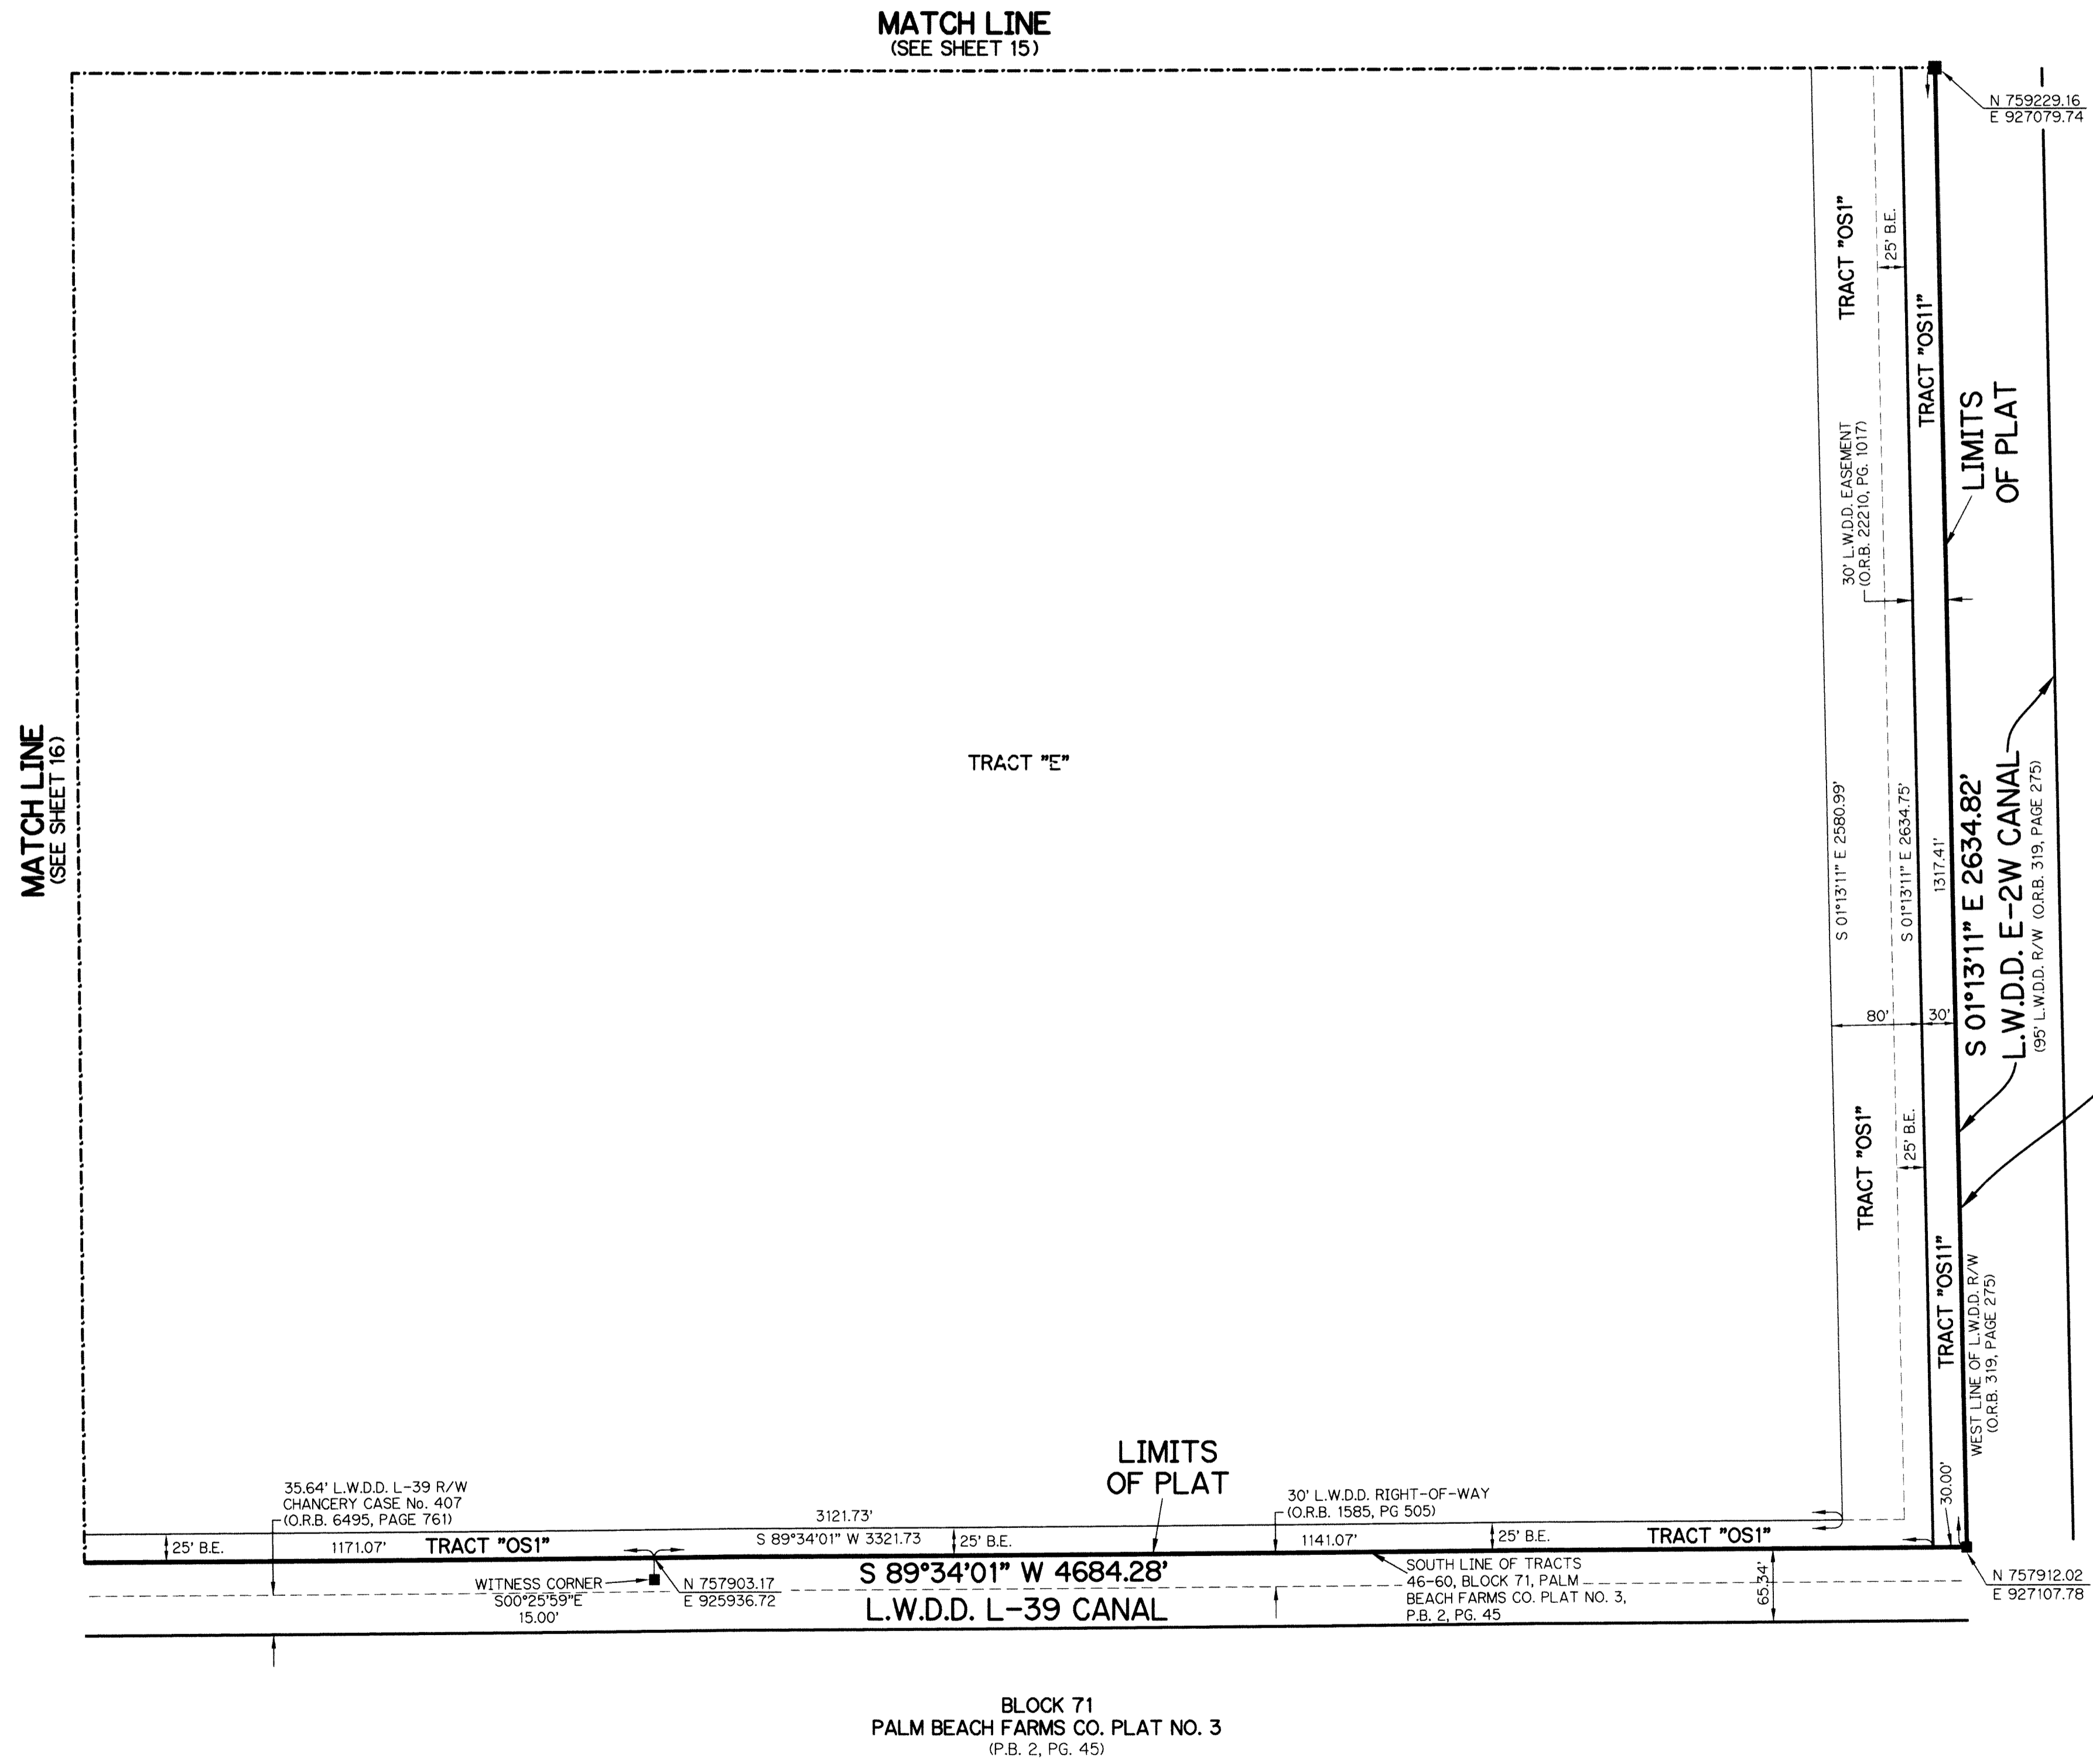 MATCH LINE
(SEE SHEET 15)
N 759229.16
E 927079.74
TRACT "OS1"
25' B.E.
TRACT "OS11"
LIMITS
OF PLAT
30' L.W.D.D. EASEMENT
(O.R.B. 22210, PG. 1017)
MATCH LINE
(SEE SHEET 16)
TRACT "E"
S 01°13'11" E 2580.99'
S 01°13'11" E 2634.75'
1317.41'
S 01°13'11" E 2634.82'
L.W.D.D. E-2W CANAL
(95' L.W.D.D. R/W (O.R.B. 319, PAGE 275)
80'
30'
TRACT "OS1"
25' B.E.
TRACT "OS11"
WEST LINE OF L.W.D.D. R/W
(O.R.B. 319, PAGE 275)
30.00'
LIMITS
OF PLAT
35.64' L.W.D.D. L-39 R/W
CHANCERY CASE No. 407
(O.R.B. 6495, PAGE 761)
30' L.W.D.D. RIGHT-OF-WAY
(O.R.B. 1585, PG 505)
3121.73'
25' B.E.
1171.07'
TRACT "OS1"
S 89°34'01" W 3321.73
25' B.E.
1141.07'
25' B.E.
TRACT "OS1"
WITNESS CORNER
S00°25'59"E
15.00'
N 757903.17
E 925936.72
S 89°34'01" W 4684.28'
L.W.D.D. L-39 CANAL
SOUTH LINE OF TRACTS
46-60, BLOCK 71, PALM
BEACH FARMS CO. PLAT NO. 3,
P.B. 2, PG. 45
65.34'
N 757912.02
E 927107.78
BLOCK 71
PALM BEACH FARMS CO. PLAT NO. 3
(P.B. 2, PG. 45)